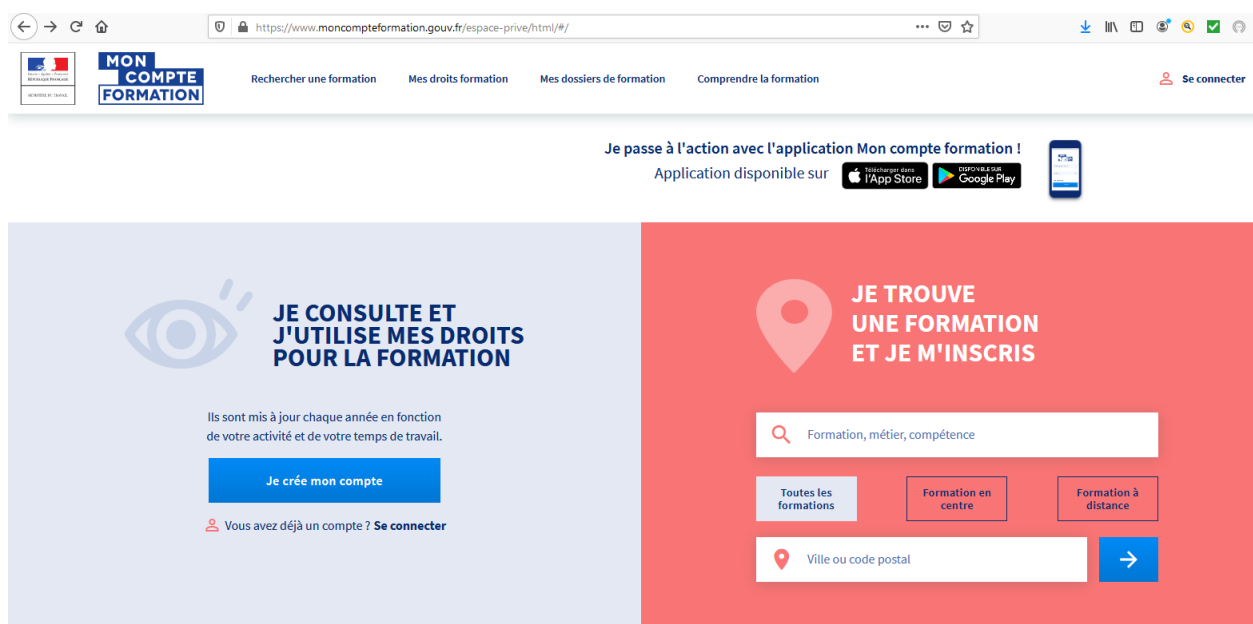 https://www.moncompteformation.gouv.fr/espace-prive/html/#/
MON
COMPTE
FORMATION
Rechercher une formation
Mes droits formation
Mes dossiers de formation
Comprendre la formation
Se connecter
Je passe à l'action avec l'application Mon compte formation !
Application disponible sur
Télécharger dans
l'App Store
DISPONIBLE SUR
Google Play
JE CONSULTE ET
J'UTILISE MES DROITS
POUR LA FORMATION
Ils sont mis à jour chaque année en fonction
de votre activité et de votre temps de travail.
Je crée mon compte
Vous avez déjà un compte ? Se connecter
JE TROUVE
UNE FORMATION
ET JE M'INSCRIS
Formation, métier, compétence
Toutes les
formations
Formation en
centre
Formation à
distance
Ville ou code postal